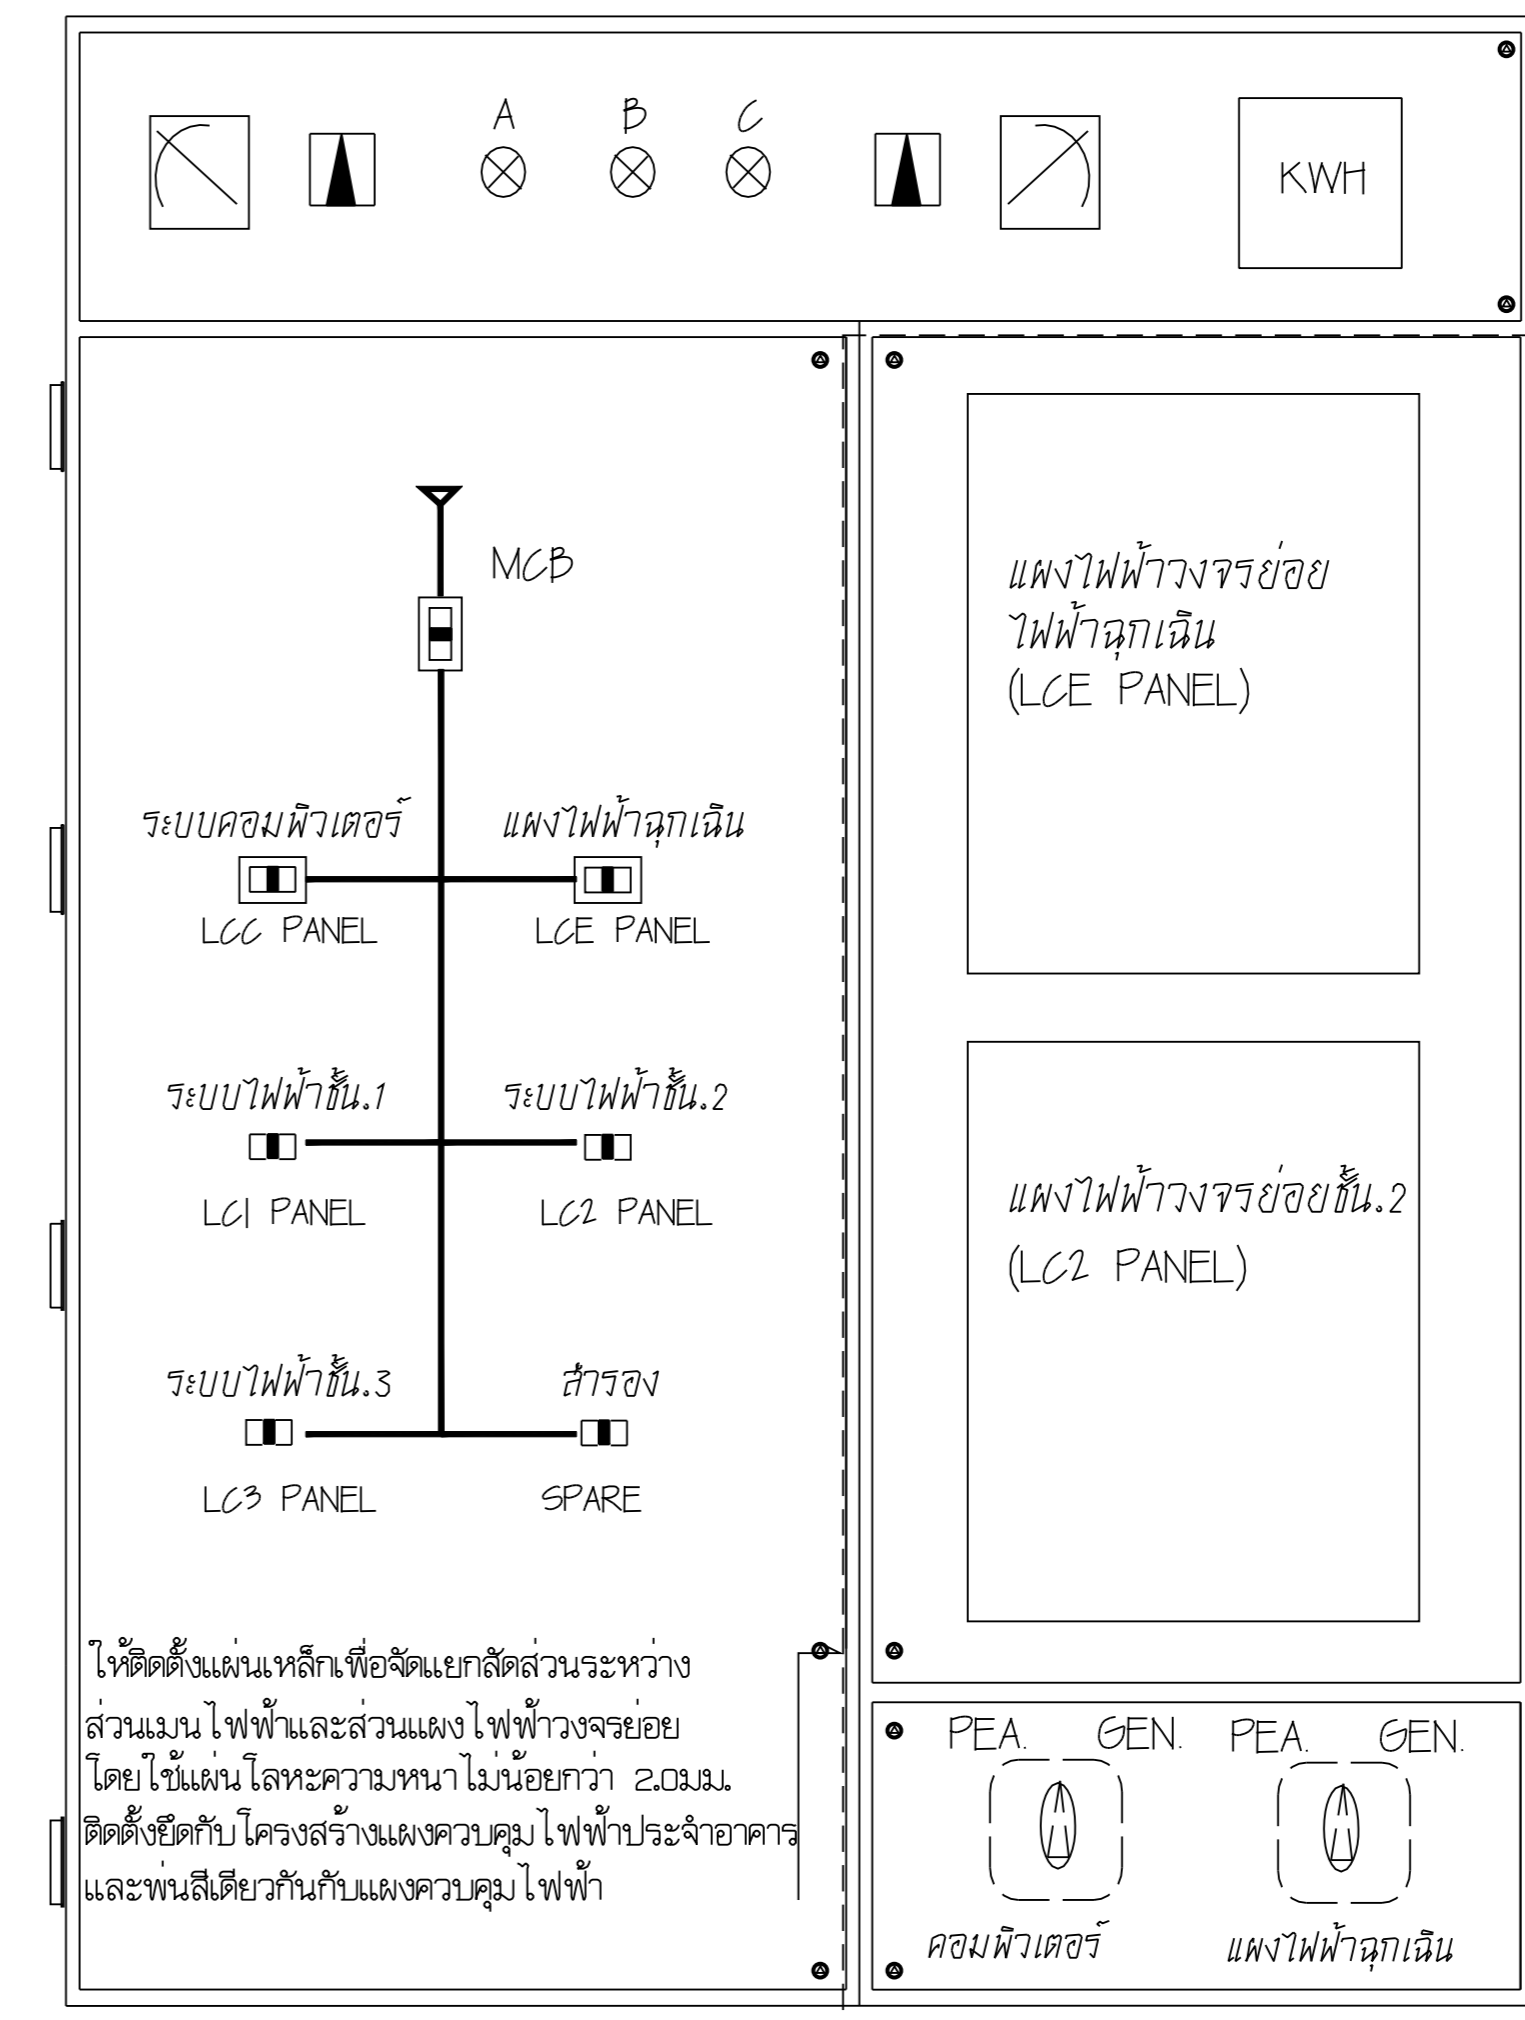 A B C
KWH
MCB
ระบบคอมพิวเตอร์ แผงไฟฟ้าฉุกเฉิน
LCC PANEL LCE PANEL
ระบบไฟฟ้าชั้น.1 ระบบไฟฟ้าชั้น.2
LC1 PANEL LC2 PANEL
ระบบไฟฟ้าชั้น.3 สำรอง
LC3 PANEL SPARE
ให้ติดตั้งแผ่นเหล็กเพื่อจัดแยกสัดส่วนระหว่าง
ส่วนเมนไฟฟ้าและส่วนแผงไฟฟ้าวงจรย่อย
โดยใช้แผ่นโลหะความหนาไม่น้อยกว่า 2.0มม.
ติดตั้งยึดกับโครงสร้างแผงควบคุมไฟฟ้าประจำอาคาร
และพ่นสีเดียวกันกับแผงควบคุมไฟฟ้า
แผงไฟฟ้าวงจรย่อย
ไฟฟ้าฉุกเฉิน
(LCE PANEL)
แผงไฟฟ้าวงจรย่อยชั้น.2
(LC2 PANEL)
PEA. GEN. PEA. GEN.
คอมพิวเตอร์ แผงไฟฟ้าฉุกเฉิน